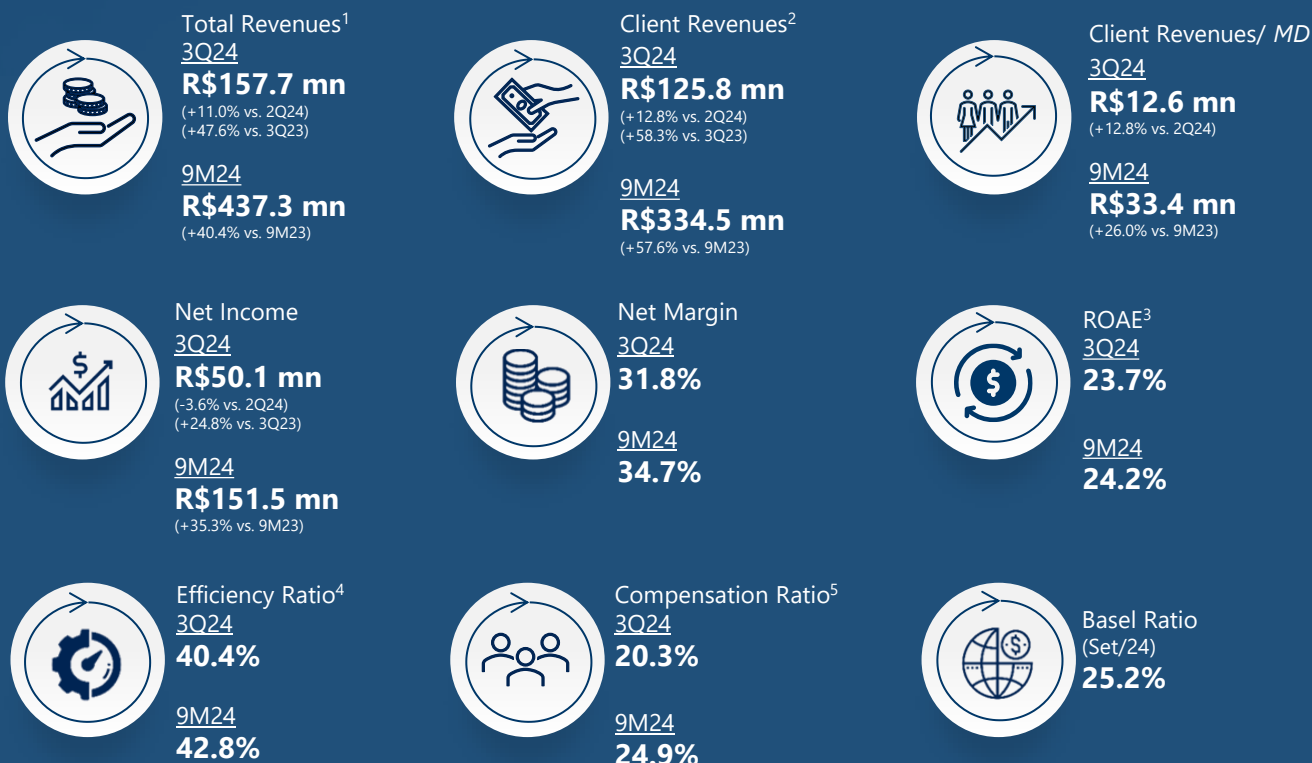 Total Revenues1
3Q24
R$157.7 mn
(+11.0% vs. 2Q24)
(+47.6% vs. 3Q23)
9M24
R$437.3 mn
(+40.4% vs. 9M23)
Client Revenues2
3Q24
R$125.8 mn
(+12.8% vs. 2Q24)
(+58.3% vs. 3Q23)
9M24
R$334.5 mn
(+57.6% vs. 9M23)
Client Revenues/ MD
3Q24
R$12.6 mn
(+12.8% vs. 2Q24)
9M24
R$33.4 mn
(+26.0% vs. 9M23)
Net Income
3Q24
R$50.1 mn
(-3.6% vs. 2Q24)
(+24.8% vs. 3Q23)
9M24
R$151.5 mn
(+35.3% vs. 9M23)
Net Margin
3Q24
31.8%
9M24
34.7%
ROAE3
3Q24
23.7%
9M24
24.2%
Efficiency Ratio4
3Q24
40.4%
9M24
42.8%
Compensation Ratio5
3Q24
20.3%
9M24
24.9%
Basel Ratio
(Set/24)
25.2%